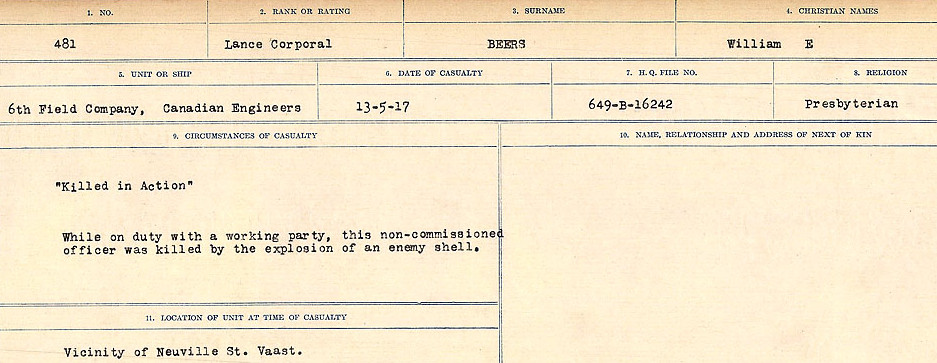 1. NO.
2. RANK OR RATING
3. SURNAME
4. CHRISTIAN NAMES
481
Lance Corporal
BEERS
William E
5. UNIT OR SHIP
6. DATE OF CASUALTY
7. H. Q. FILE NO.
8. RELIGION
6th Field Company, Canadian Engineers
13-5-17
649-B-16242
Presbyterian
9. CIRCUMSTANCES OF CASUALTY
10. NAME, RELATIONSHIP AND ADDRESS OF NEXT OF KIN
"Killed in Action"
While on duty with a working party, this non-commissioned
officer was killed by the explosion of an enemy shell.
11. LOCATION OF UNIT AT TIME OF CASUALTY
Vicinity of Neuville St. Vaast.